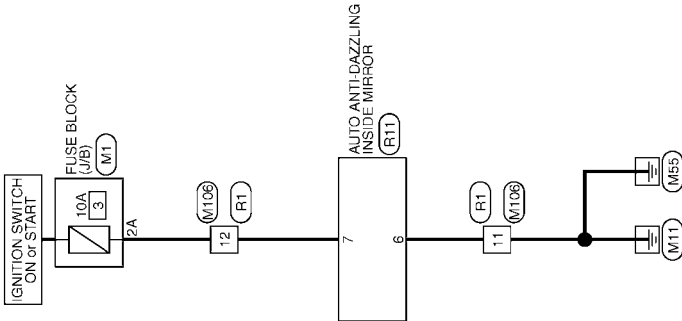 IGNITION SWITCH
ON or START
FUSE BLOCK
(J/B)
M1
10A
3
2A
M106
R1
12
AUTO ANTI-DAZZLING
INSIDE MIRROR
R11
7
6
R1
M106
11
M55
M11